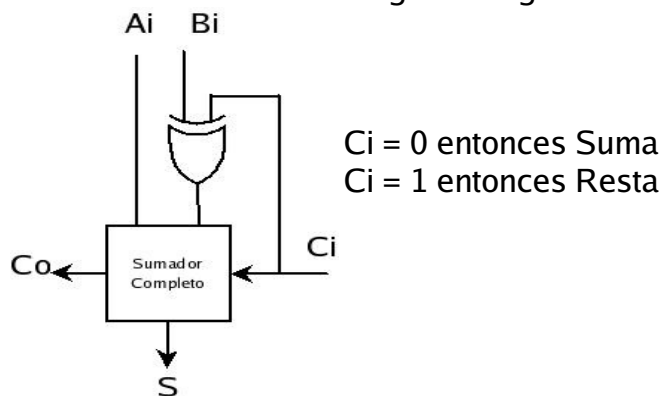 Ai Bi
Ci = 0 entonces Suma
Ci = 1 entonces Resta
Ci
Co
Sumador
Completo
S